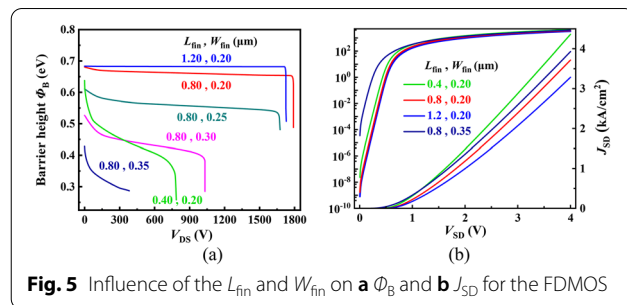 0.8
0.7
0.6
0.5
0.4
0.3
Barrier height Φ_B (eV)
L_fin , W_fin (μm)
1.20 , 0.20
0.80 , 0.20
0.80 , 0.25
0.80 , 0.30
0.80 , 0.35
0.40 , 0.20
0 300 600 900 1200 1500 1800
V_DS (V)
(a)
10^2
10^0
10^-2
10^-4
10^-6
10^-8
10^-10
L_fin , W_fin (μm)
0.4 , 0.20
0.8 , 0.20
1.2 , 0.20
0.8 , 0.35
4
3
2
1
0
J_SD (kA/cm²)
0 1 2 3 4
V_SD (V)
(b)
Fig. 5 Influence of the L_fin and W_fin on a Φ_B and b J_SD for the FDMOS